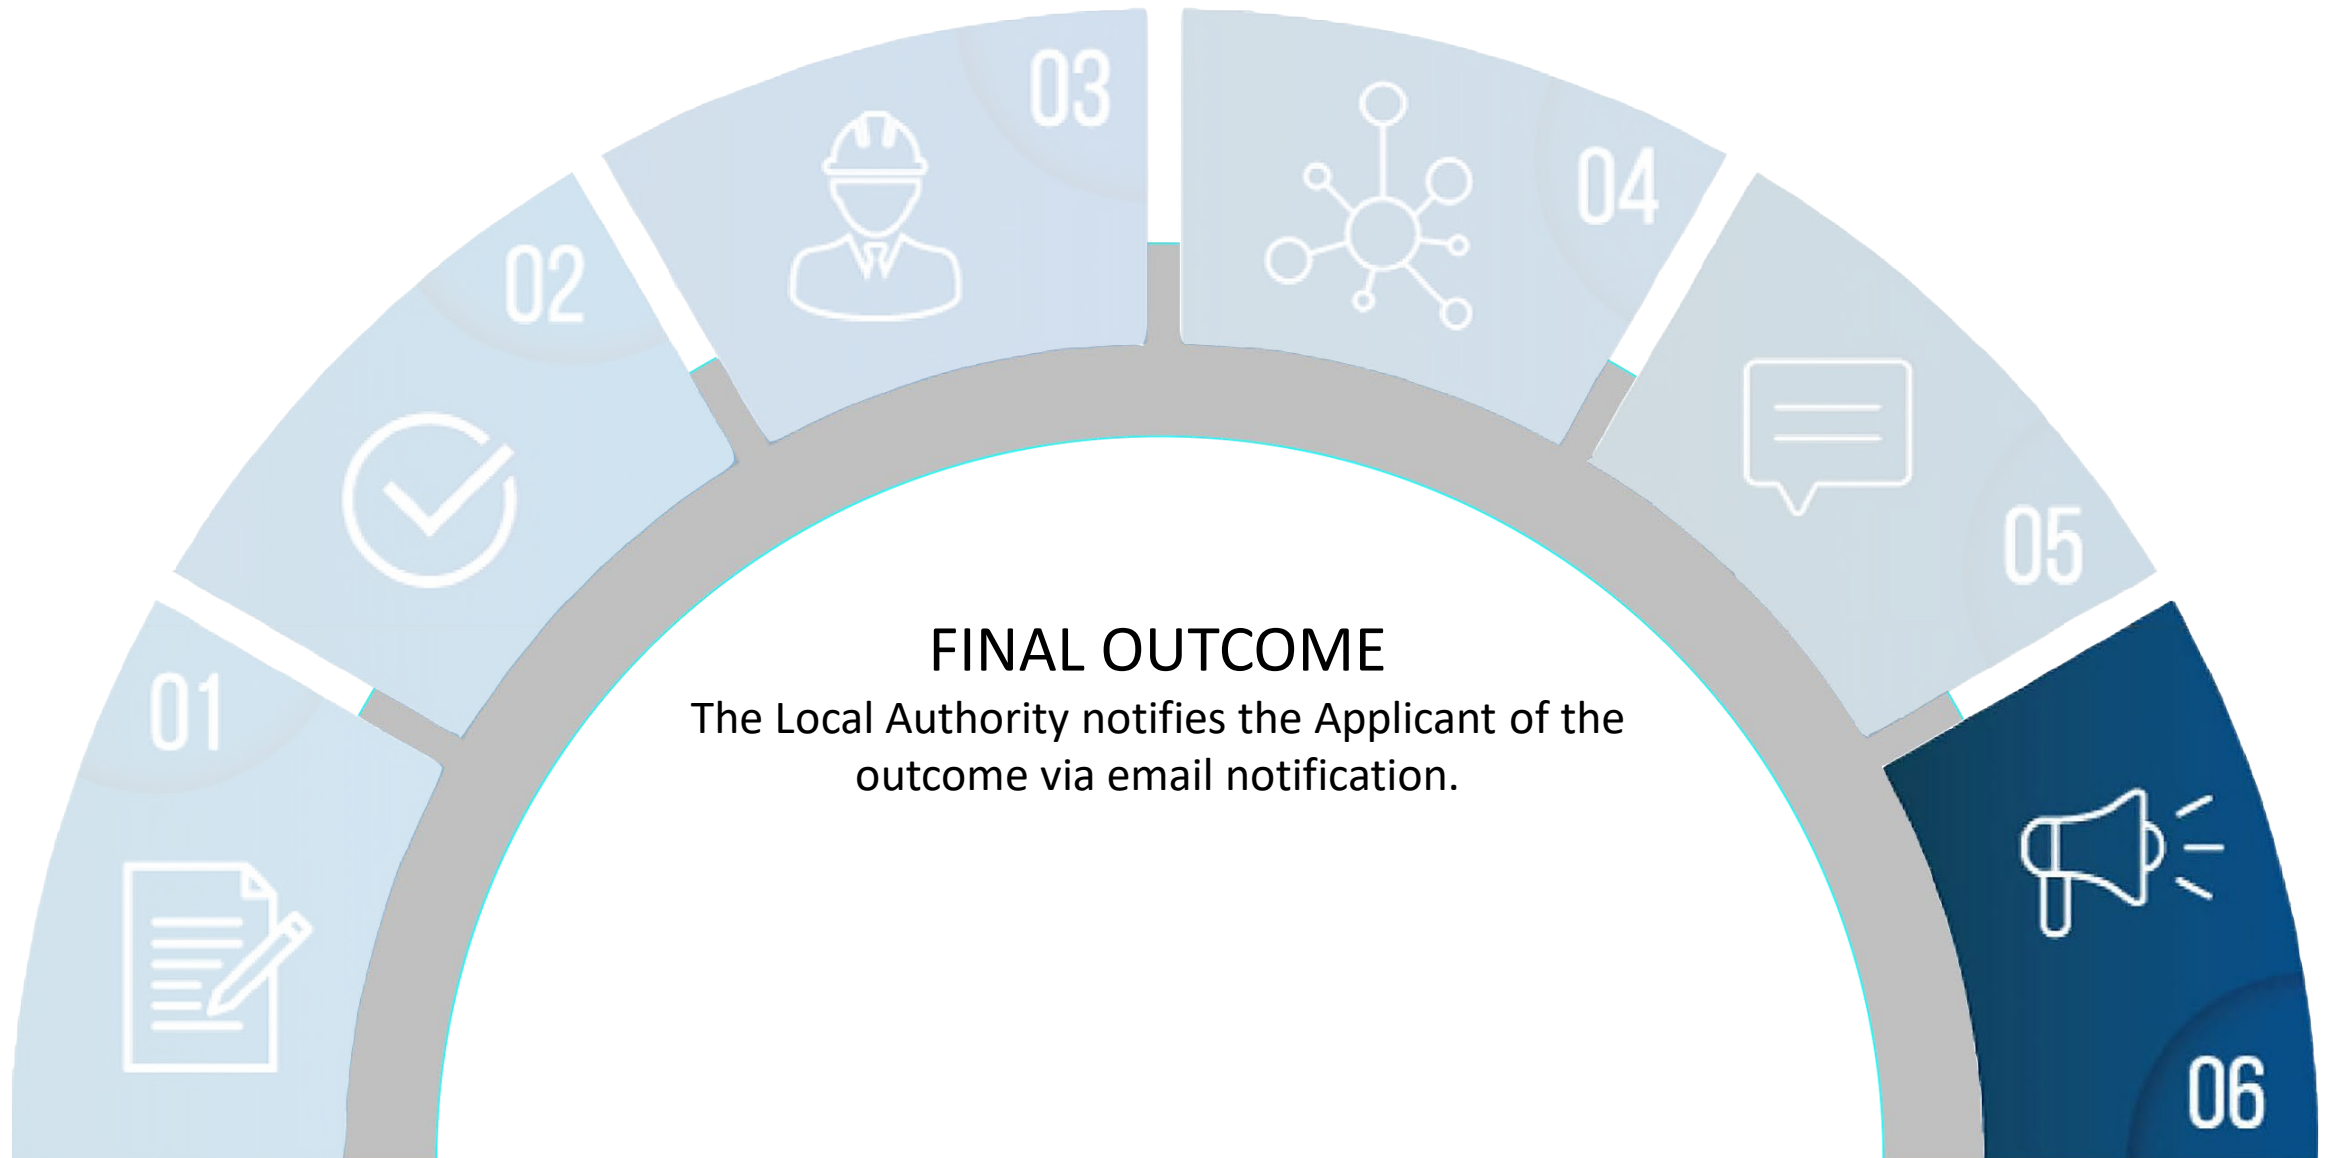 01
02
03
04
05
06
FINAL OUTCOME
The Local Authority notifies the Applicant of the
outcome via email notification.